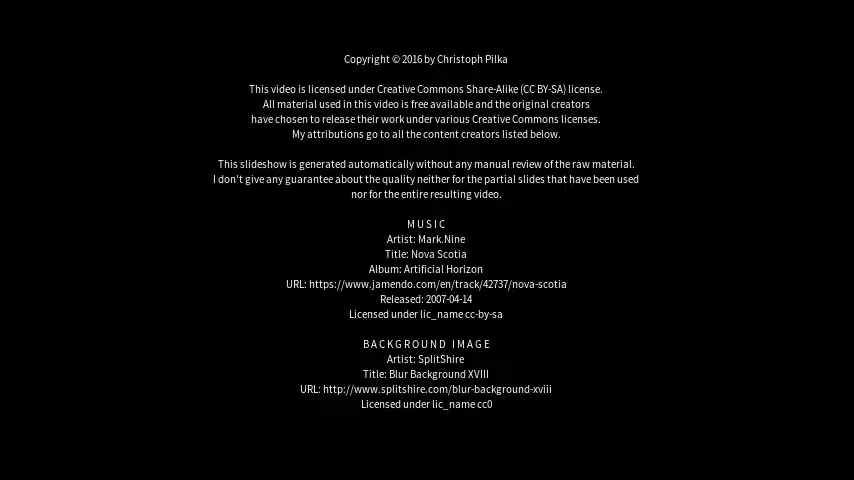 Copyright © 2016 by Christoph Pilka
This video is licensed under Creative Commons Share-Alike (CC BY-SA) license.
All material used in this video is free available and the original creators
have chosen to release their work under various Creative Commons licenses.
My attributions go to all the content creators listed below.
This slideshow is generated automatically without any manual review of the raw material.
I don't give any guarantee about the quality neither for the partial slides that have been used
nor for the entire resulting video.
M U S I C
Artist: Mark.Nine
Title: Nova Scotia
Album: Artificial Horizon
URL: https://www.jamendo.com/en/track/42737/nova-scotia
Released: 2007-04-14
Licensed under lic_name cc-by-sa
B A C K G R O U N D   I M A G E
Artist: SplitShire
Title: Blur Background XVIII
URL: http://www.splitshire.com/blur-background-xviii
Licensed under lic_name cc0